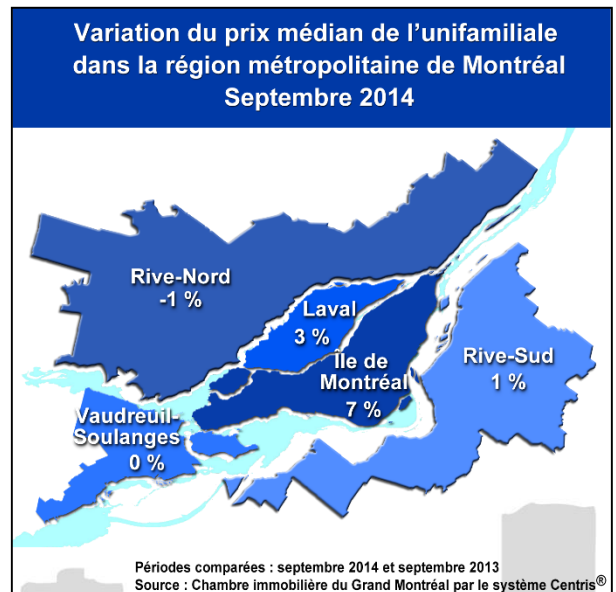 Variation du prix médian de l'unifamiliale
dans la région métropolitaine de Montréal
Septembre 2014
Rive-Nord
-1 %
Laval
3 %
Île de
Montréal
7 %
Rive-Sud
1 %
Vaudreuil-
Soulanges
0 %
Périodes comparées : septembre 2014 et septembre 2013
Source : Chambre immobilière du Grand Montréal par le système Centris®